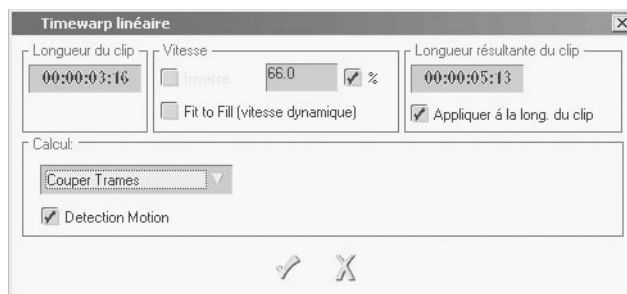 Timewarp linéaire
Longueur du clip
00:00:03:16
Vitesse
Inverse
66.0
%
Fit to Fill (vitesse dynamique)
Longueur résultante du clip
00:00:05:13
Appliquer á la long. du clip
Calcul:
Couper Trames
Detection Motion